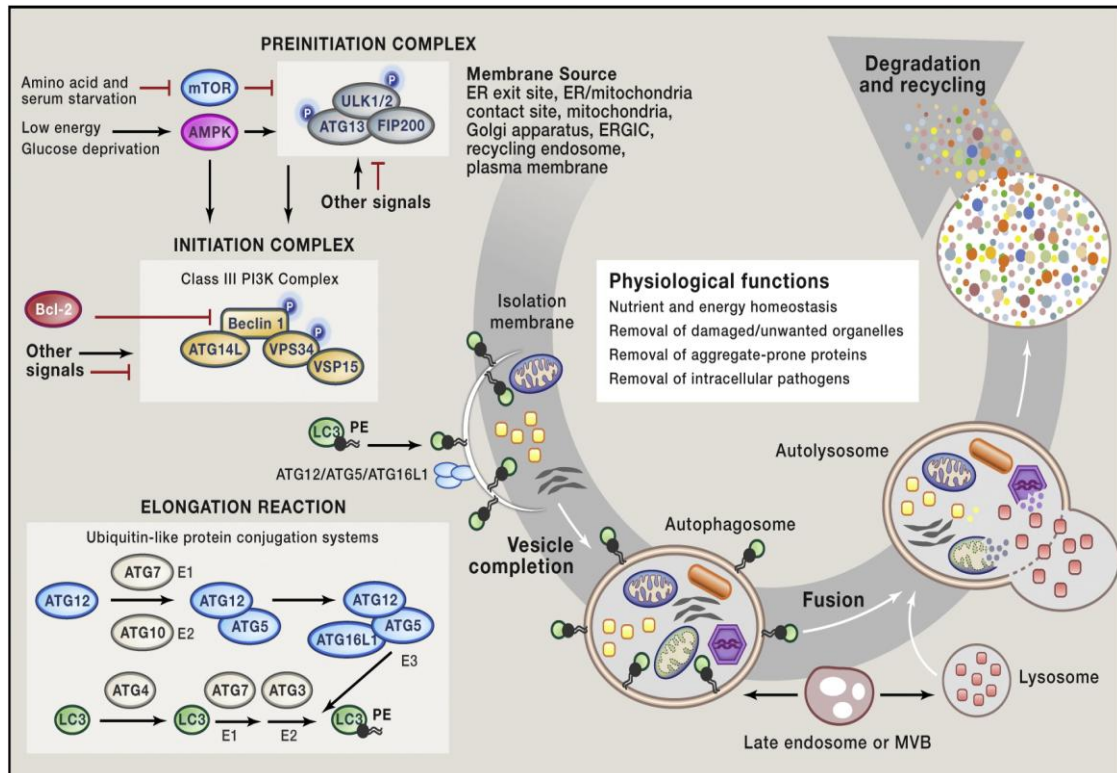 PREINITIATION COMPLEX
Amino acid and
serum starvation
mTOR
Low energy
Glucose deprivation
AMPK
P
ULK1/2
P
ATG13
FIP200
Other signals
Membrane Source
ER exit site, ER/mitochondria
contact site, mitochondria,
Golgi apparatus, ERGIC,
recycling endosome,
plasma membrane
Degradation
and recycling
INITIATION COMPLEX
Class III PI3K Complex
Bcl-2
P
Beclin 1
P
ATG14L
VPS34
VSP15
Other
signals
Isolation
membrane
Physiological functions
Nutrient and energy homeostasis
Removal of damaged/unwanted organelles
Removal of aggregate-prone proteins
Removal of intracellular pathogens
LC3
PE
ATG12/ATG5/ATG16L1
Vesicle
completion
Autophagosome
Fusion
Autolysosome
Lysosome
Late endosome or MVB
ELONGATION REACTION
Ubiquitin-like protein conjugation systems
ATG7
E1
ATG12
ATG12
ATG5
ATG12
ATG5
ATG16L1
ATG10
E2
E3
ATG4
ATG7
ATG3
LC3
LC3
E1
E2
LC3
PE